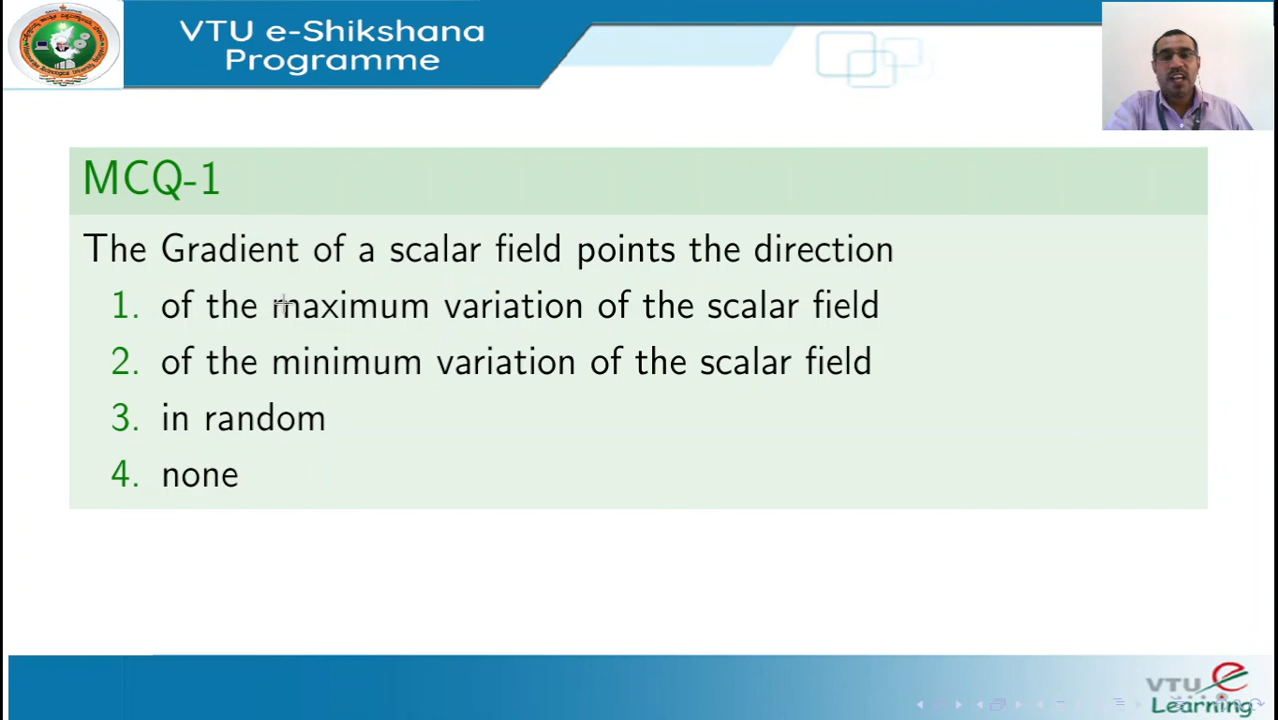 VTU e-Shikshana
Programme
MCQ-1
The Gradient of a scalar field points the direction
1. of the maximum variation of the scalar field
2. of the minimum variation of the scalar field
3. in random
4. none
VTU e
Learning